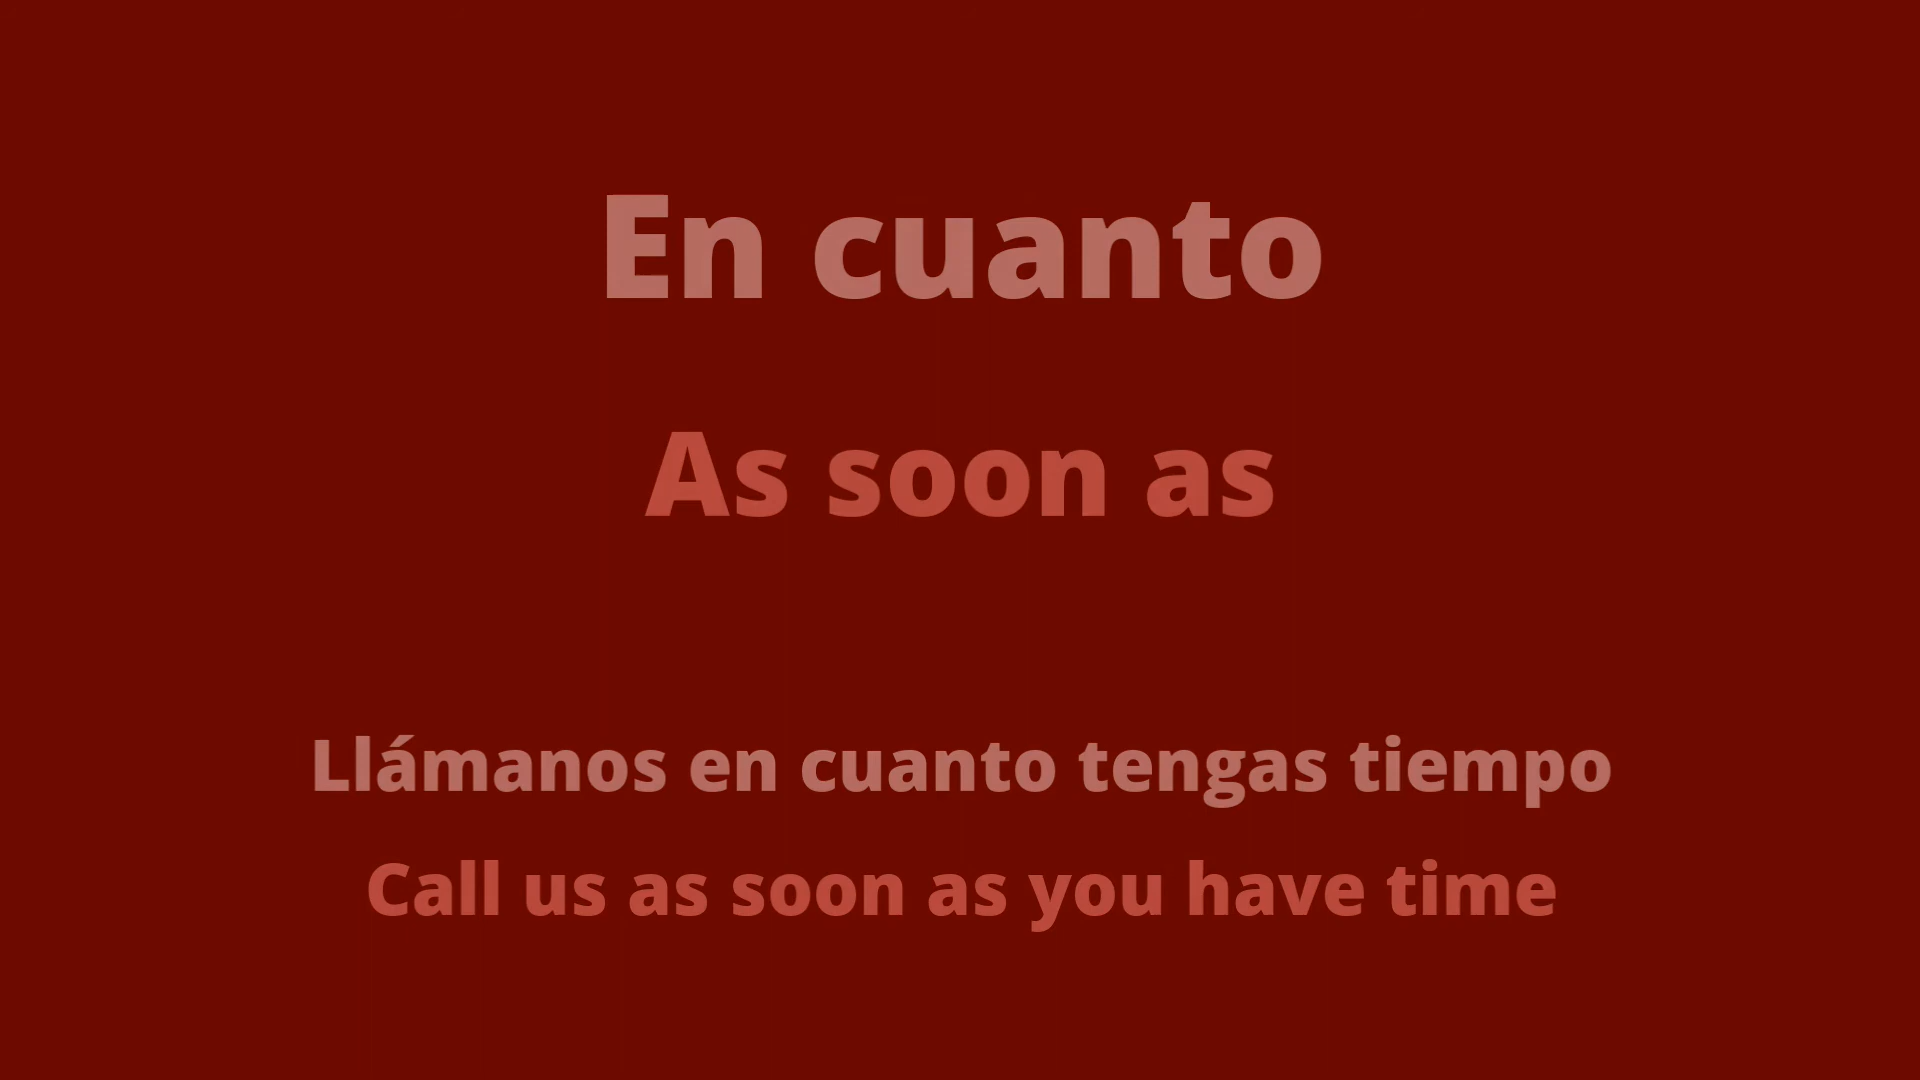 En cuanto
As soon as
Llámanos en cuanto tengas tiempo
Call us as soon as you have time